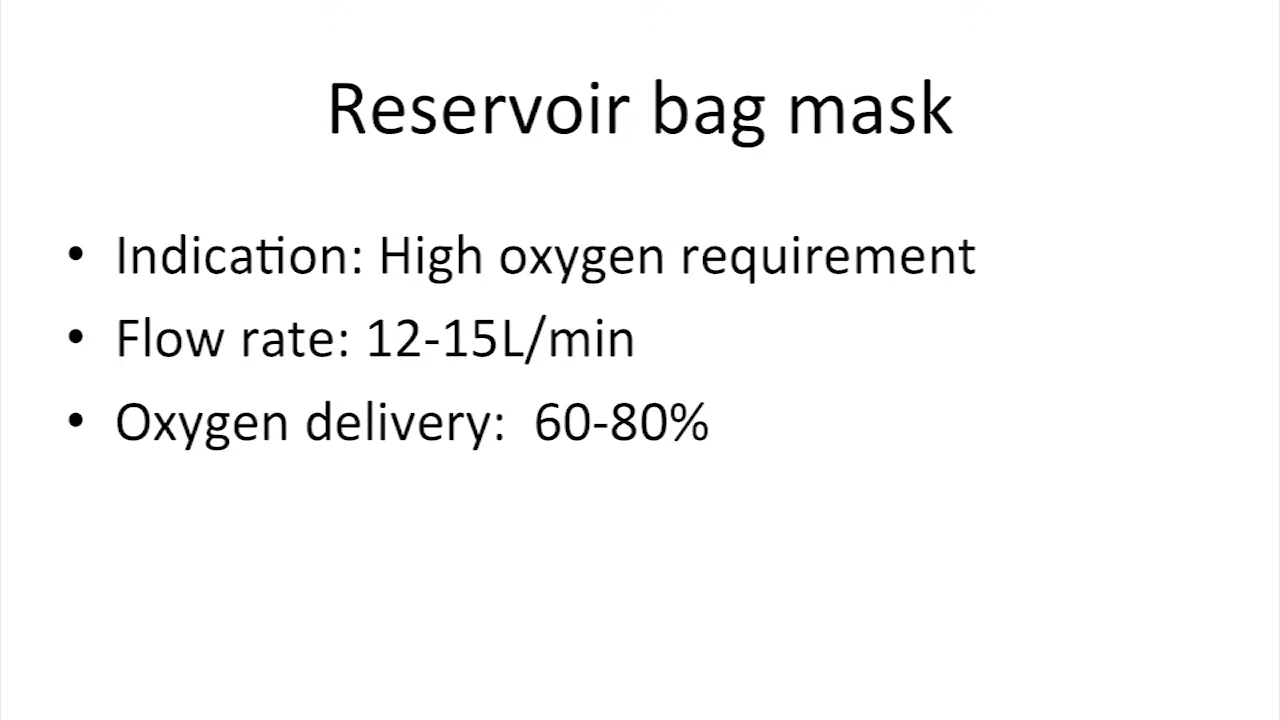 Reservoir bag mask
• Indication: High oxygen requirement
• Flow rate: 12-15L/min
• Oxygen delivery:  60-80%